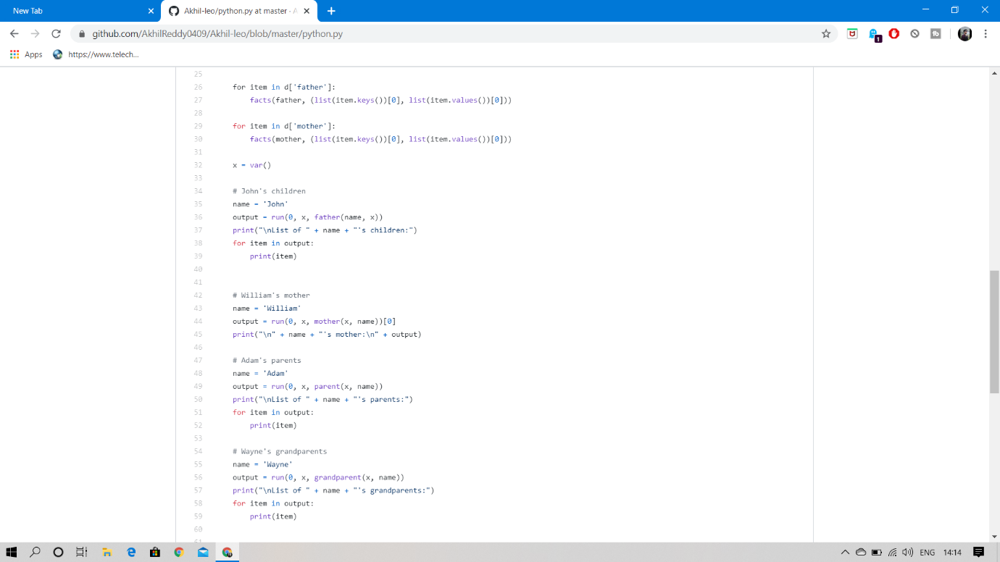 New Tab
Akhil-leo/python.py at master · A
github.com/AkhilReddy0409/Akhil-leo/blob/master/python.py
1
Apps
https://www.telech...
25
26 for item in d['father']:
27 facts(father, (list(item.keys())[0], list(item.values())[0]))
28
29 for item in d['mother']:
30 facts(mother, (list(item.keys())[0], list(item.values())[0]))
31
32 x = var()
33
34 # John's children
35 name = 'John'
36 output = run(0, x, father(name, x))
37 print("\nList of " + name + "'s children:")
38 for item in output:
39 print(item)
40
41
42 # William's mother
43 name = 'William'
44 output = run(0, x, mother(x, name))[0]
45 print("\n" + name + "'s mother:\n" + output)
46
47 # Adam's parents
48 name = 'Adam'
49 output = run(0, x, parent(x, name))
50 print("\nList of " + name + "'s parents:")
51 for item in output:
52 print(item)
53
54 # Wayne's grandparents
55 name = 'Wayne'
56 output = run(0, x, grandparent(x, name))
57 print("\nList of " + name + "'s grandparents:")
58 for item in output:
59 print(item)
60
61
ENG 14:14